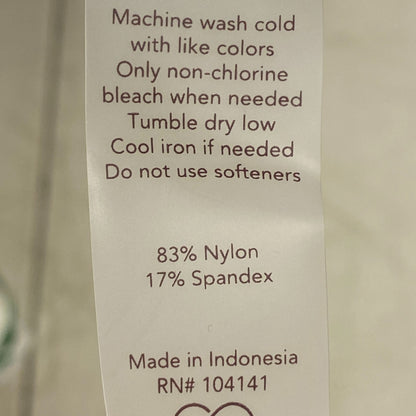 Machine wash cold
with like colors
Only non-chlorine
bleach when needed
Tumble dry low
Cool iron if needed
Do not use softeners
83% Nylon
17% Spandex
Made in Indonesia
RN# 104141